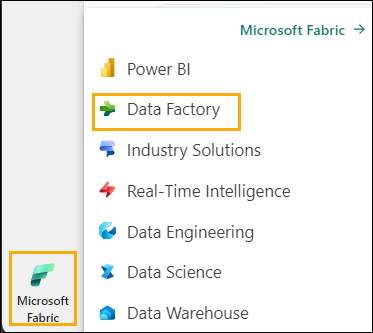 Microsoft Fabric →
Power BI
Data Factory
Industry Solutions
Real-Time Intelligence
Data Engineering
Data Science
Data Warehouse
Microsoft
Fabric